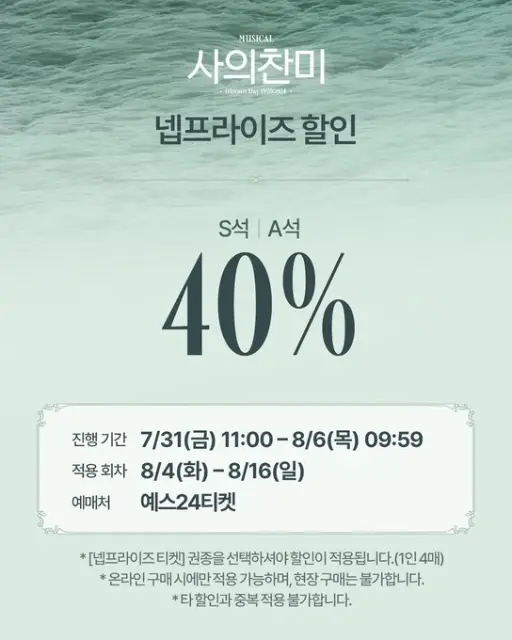 MUSICAL
사의찬미
넵프라이즈 할인
S석 | A석
40%
진행 기간 7/31(금) 11:00 – 8/6(목) 09:59
적용 회차 8/4(화) – 8/16(일)
예매처 예스24티켓
* [넵프라이즈 티켓] 권종을 선택하셔야 할인이 적용됩니다.(1인 4매)
* 온라인 구매 시에만 적용 가능하며, 현장 구매는 불가합니다.
* 타 할인과 중복 적용 불가합니다.